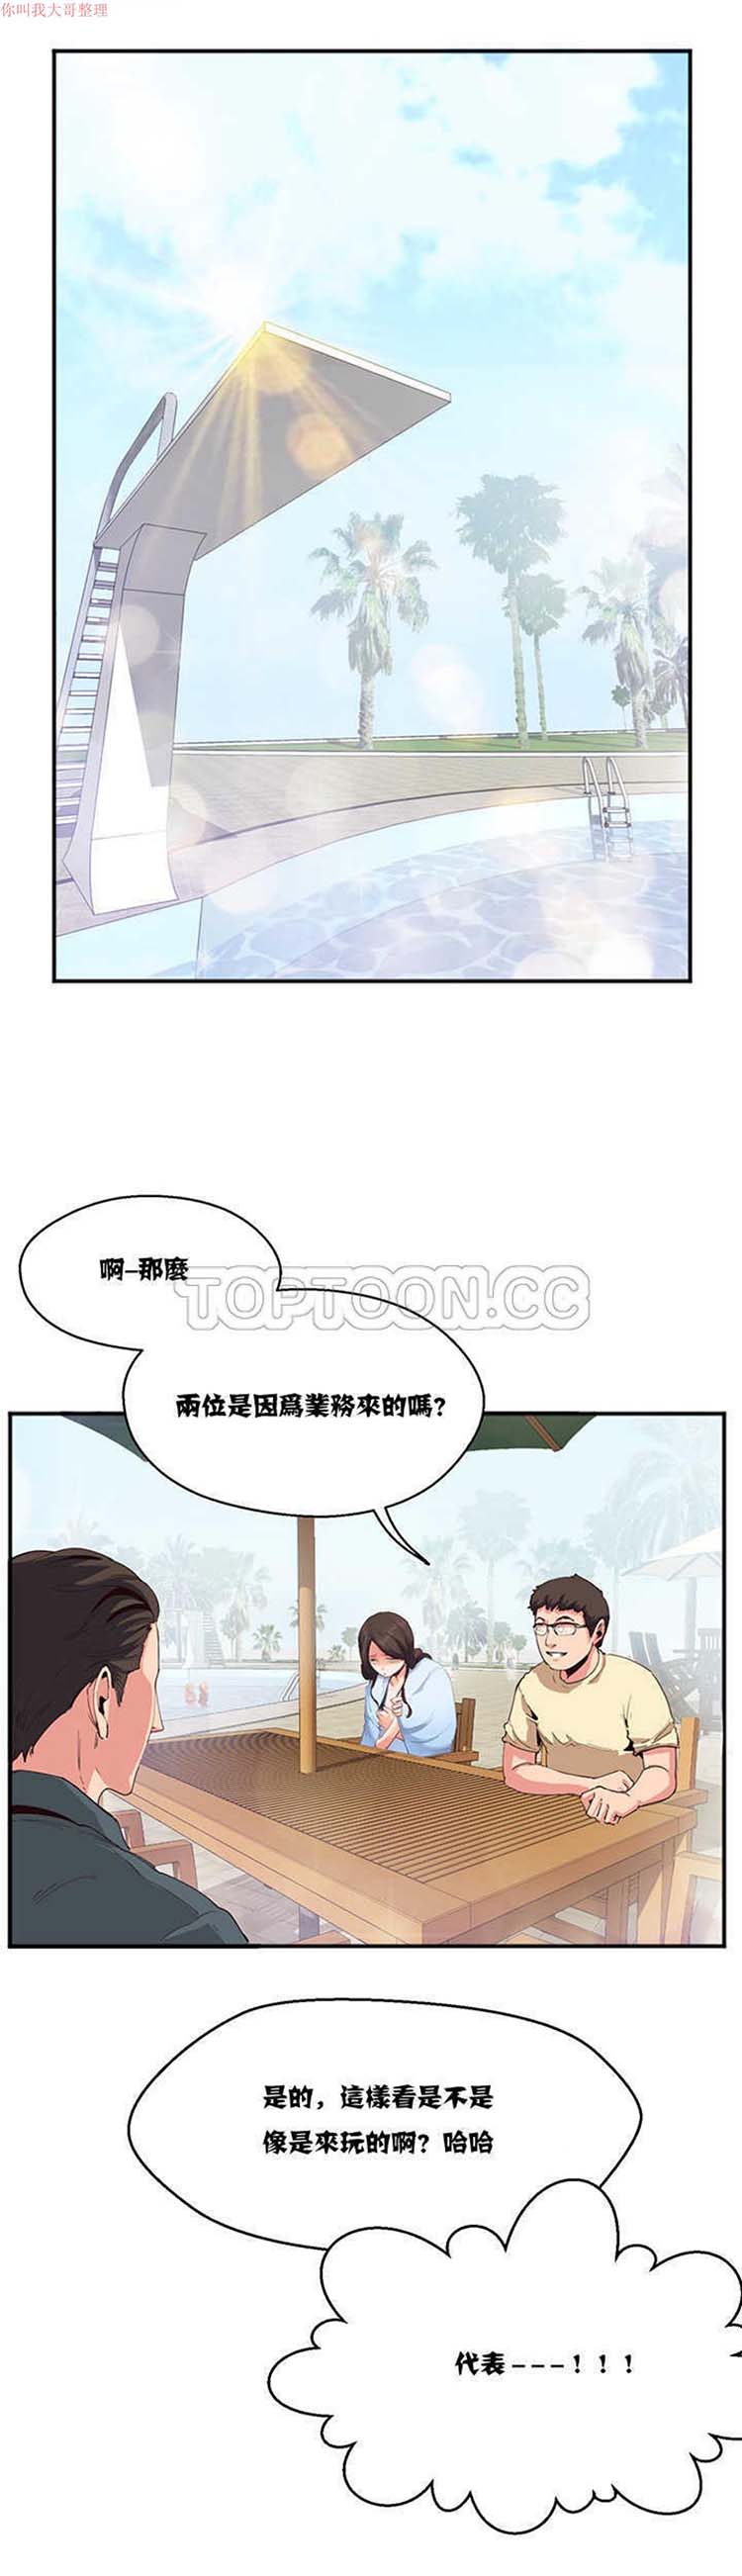 你叫我大哥整理
啊-那麼
TOPTOON.CC
兩位是因爲業務來的嗎?
是的，這樣看是不是
像是來玩的啊? 哈哈
代表---! ! !